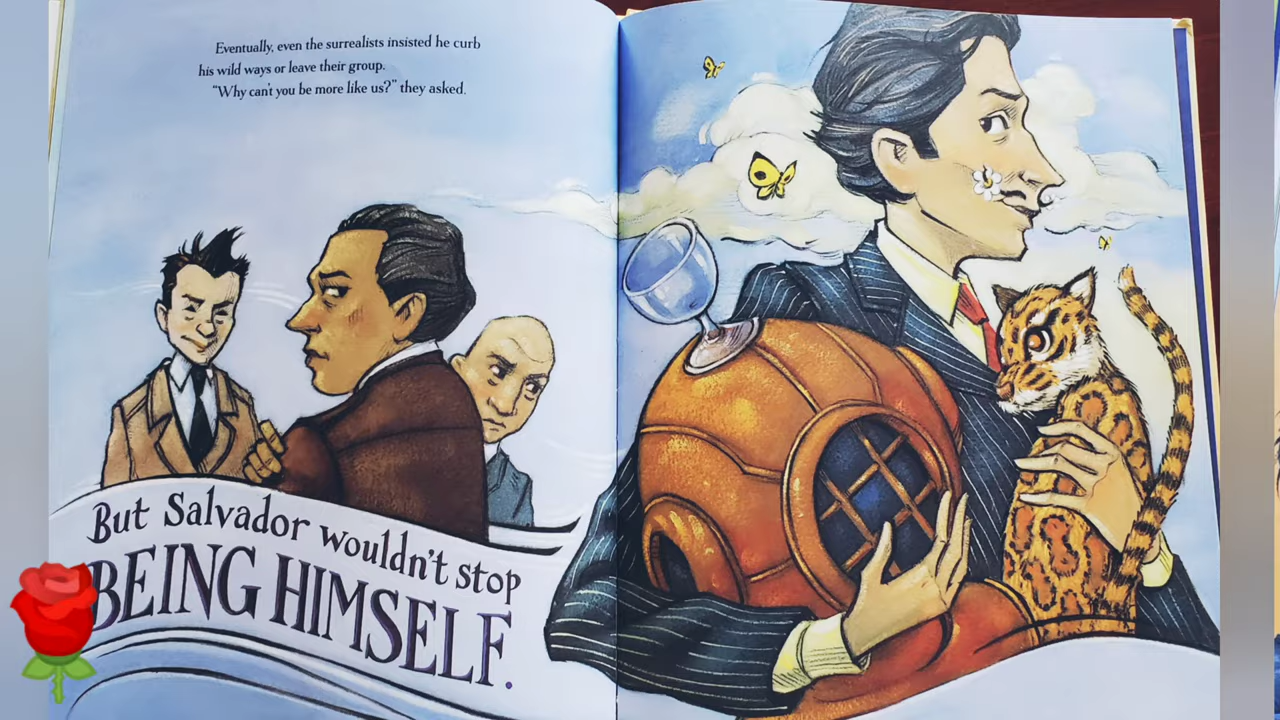 Eventually, even the surrealists insisted he curb
his wild ways or leave their group.
"Why can't you be more like us?" they asked.
But Salvador wouldn't stop
BEING HIMSELF.